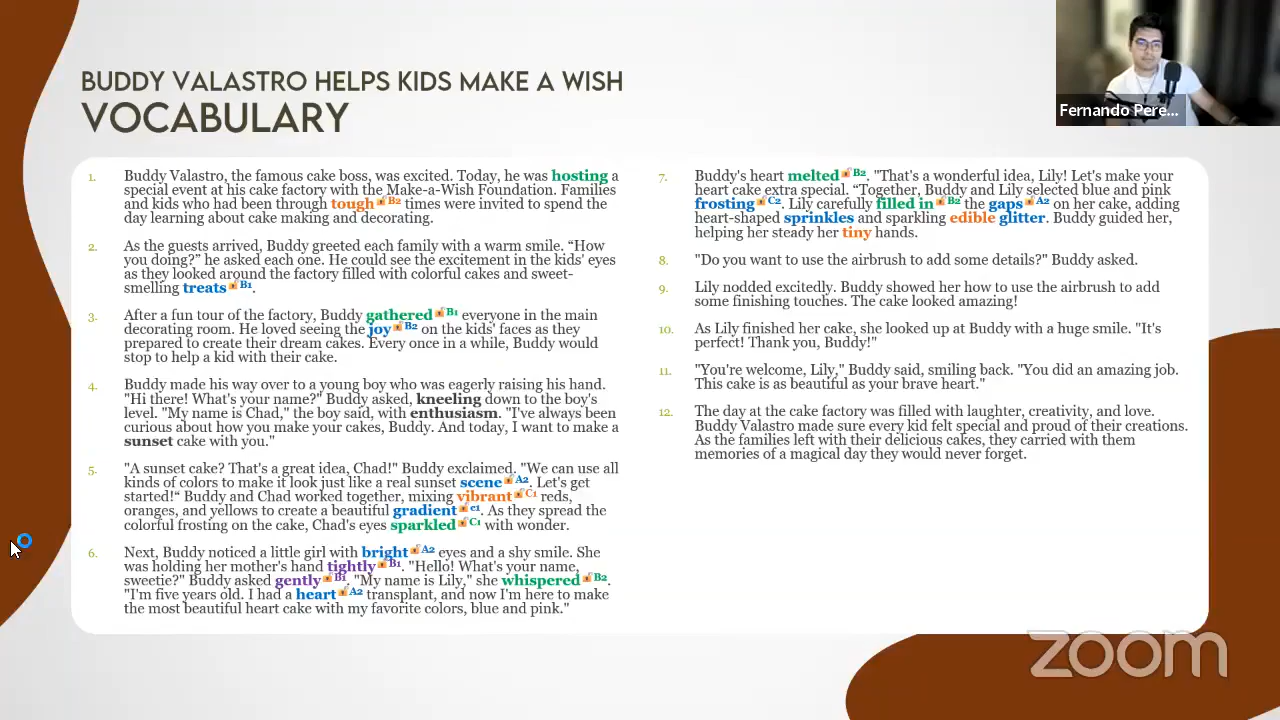 BUDDY VALASTRO HELPS KIDS MAKE A WISH
VOCABULARY
Fernando Pere...
1. Buddy Valastro, the famous cake boss, was excited. Today, he was hosting a
special event at his cake factory with the Make-a-Wish Foundation. Families
and kids who had been through tough B2 times were invited to spend the
day learning about cake making and decorating.
2. As the guests arrived, Buddy greeted each family with a warm smile. “How
you doing?” he asked each one. He could see the excitement in the kids' eyes
as they looked around the factory filled with colorful cakes and sweet-
smelling treats B1.
3. After a fun tour of the factory, Buddy gathered B1 everyone in the main
decorating room. He loved seeing the joy B2 on the kids' faces as they
prepared to create their dream cakes. Every once in a while, Buddy would
stop to help a kid with their cake.
4. Buddy made his way over to a young boy who was eagerly raising his hand.
"Hi there! What's your name?" Buddy asked, kneeling down to the boy's
level. "My name is Chad," the boy said, with enthusiasm. "I've always been
curious about how you make your cakes, Buddy. And today, I want to make a
sunset cake with you."
5. "A sunset cake? That's a great idea, Chad!" Buddy exclaimed. "We can use all
kinds of colors to make it look just like a real sunset scene A2. Let's get
started!“ Buddy and Chad worked together, mixing vibrant C1 reds,
oranges, and yellows to create a beautiful gradient c1. As they spread the
colorful frosting on the cake, Chad's eyes sparkled C1 with wonder.
6. Next, Buddy noticed a little girl with bright A2 eyes and a shy smile. She
was holding her mother's hand tightly B1. "Hello! What's your name,
sweetie?" Buddy asked gently B1. "My name is Lily," she whispered B2.
"I'm five years old. I had a heart A2 transplant, and now I'm here to make
the most beautiful heart cake with my favorite colors, blue and pink."
7. Buddy's heart melted B2. "That's a wonderful idea, Lily! Let's make your
heart cake extra special. “Together, Buddy and Lily selected blue and pink
frosting C2. Lily carefully filled in B2 the gaps A2 on her cake, adding
heart-shaped sprinkles and sparkling edible glitter. Buddy guided her,
helping her steady her tiny hands.
8. "Do you want to use the airbrush to add some details?" Buddy asked.
9. Lily nodded excitedly. Buddy showed her how to use the airbrush to add
some finishing touches. The cake looked amazing!
10. As Lily finished her cake, she looked up at Buddy with a huge smile. "It's
perfect! Thank you, Buddy!"
11. "You're welcome, Lily," Buddy said, smiling back. "You did an amazing job.
This cake is as beautiful as your brave heart."
12. The day at the cake factory was filled with laughter, creativity, and love.
Buddy Valastro made sure every kid felt special and proud of their creations.
As the families left with their delicious cakes, they carried with them
memories of a magical day they would never forget.
zoom